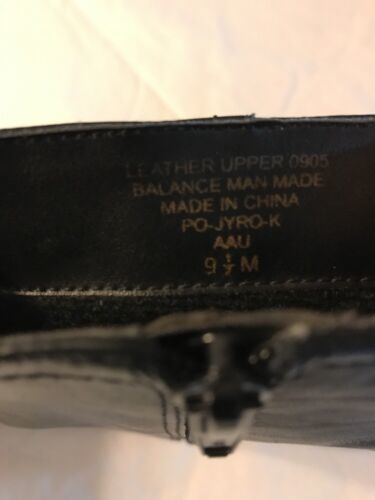 LEATHER UPPER 0905
BALANCE MAN MADE
MADE IN CHINA
PO-JYRO-K
AAU
9 ½ M